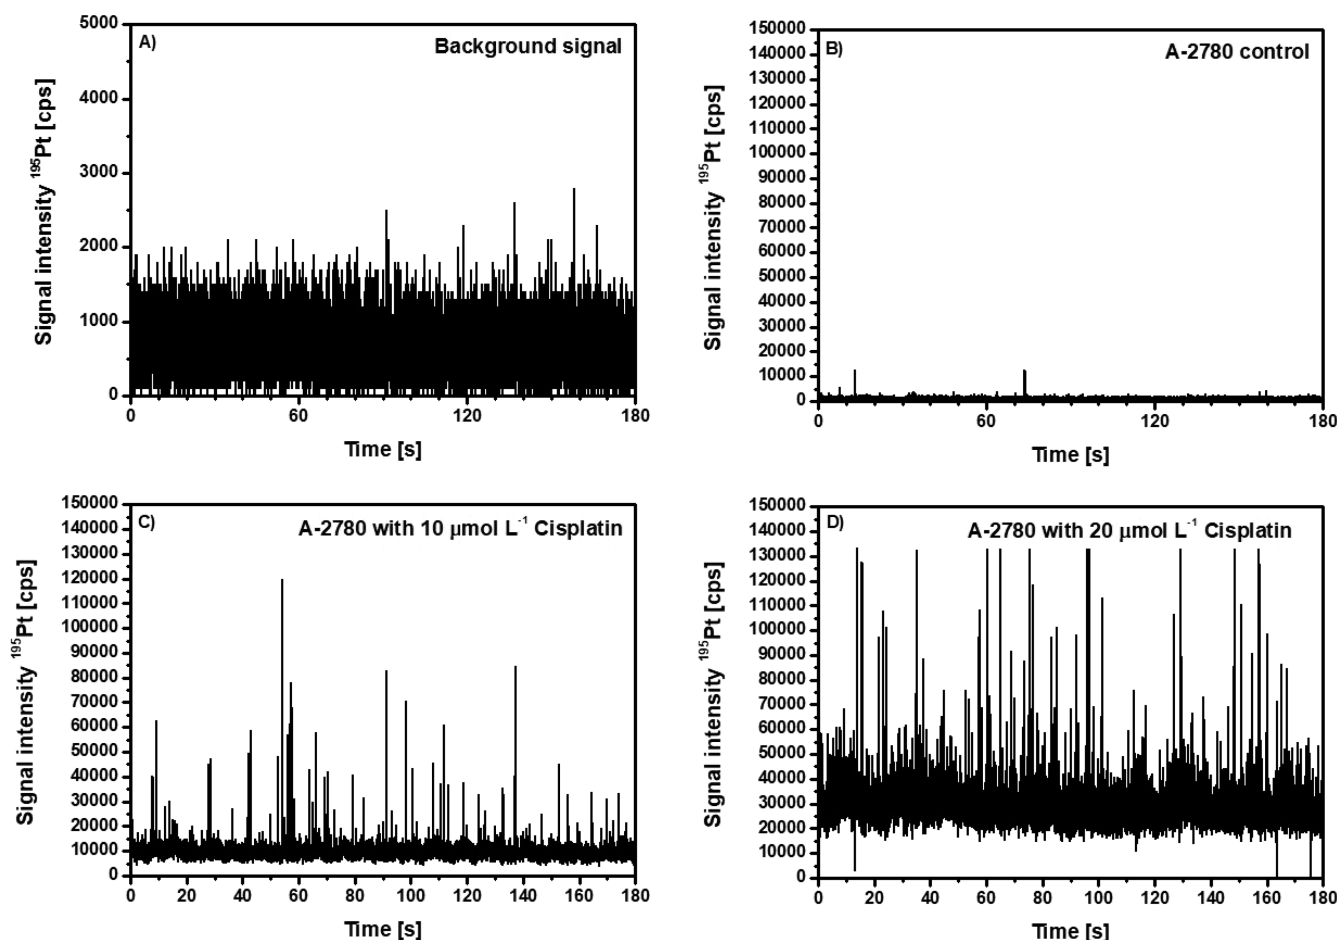 A)
Background signal
Signal intensity ¹⁹⁵Pt [cps]
5000
4000
3000
2000
1000
0
0 60 120 180
Time [s]
B)
A-2780 control
Signal intensity ¹⁹⁵Pt [cps]
150000
140000
130000
120000
110000
100000
90000
80000
70000
60000
50000
40000
30000
20000
10000
0
0 60 120 180
Time [s]
C)
A-2780 with 10 µmol L⁻¹ Cisplatin
Signal intensity ¹⁹⁵Pt [cps]
150000
140000
130000
120000
110000
100000
90000
80000
70000
60000
50000
40000
30000
20000
10000
0
0 20 40 60 80 100 120 140 160 180
Time [s]
D)
A-2780 with 20 µmol L⁻¹ Cisplatin
Signal intensity ¹⁹⁵Pt [cps]
150000
140000
130000
120000
110000
100000
90000
80000
70000
60000
50000
40000
30000
20000
10000
0
0 20 40 60 80 100 120 140 160 180
Time [s]